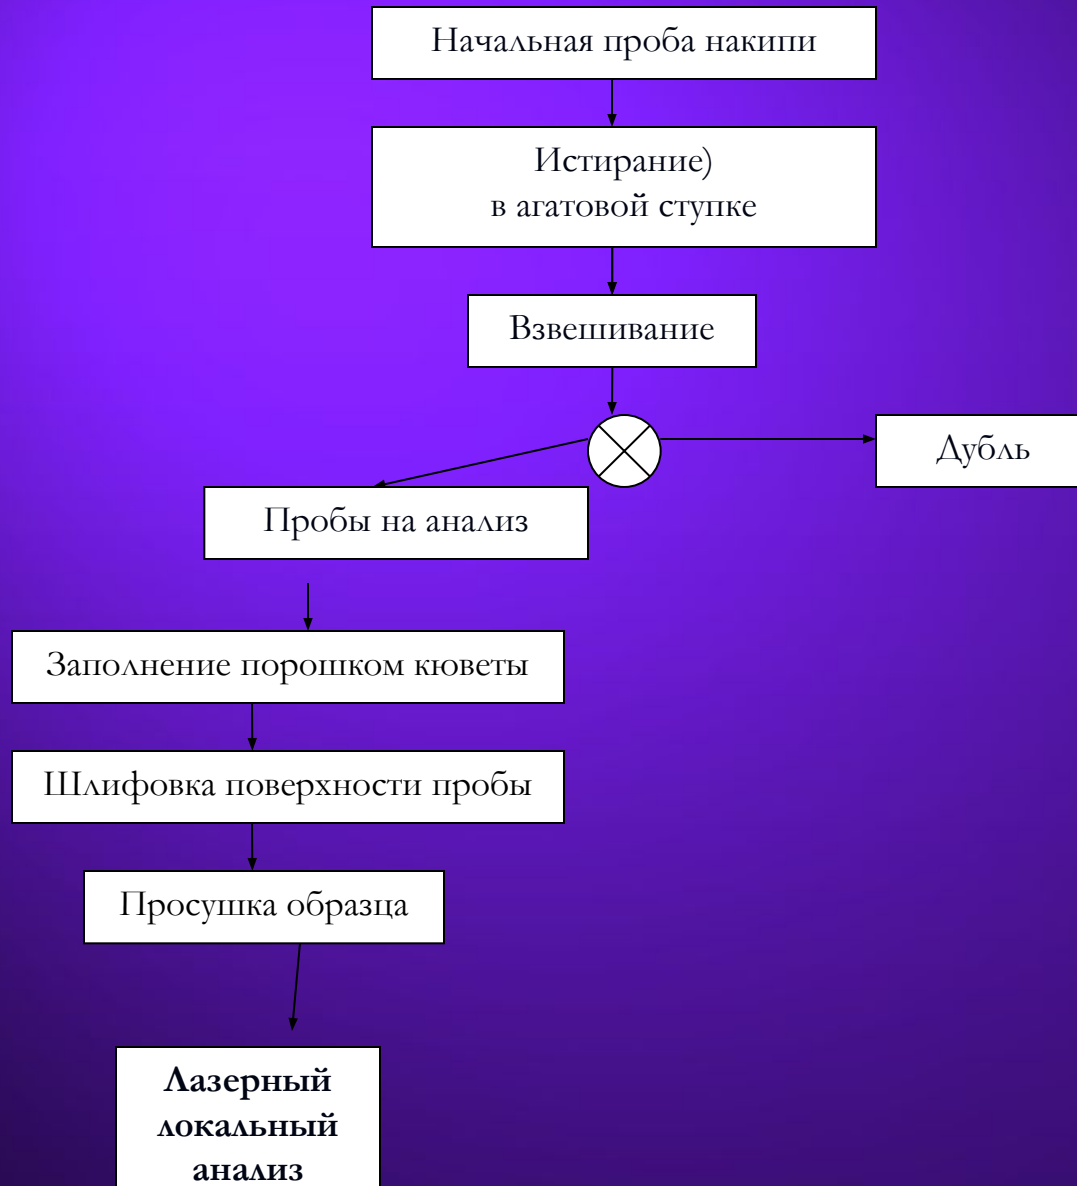 Начальная проба накипи
Истирание)
в агатовой ступке
Взвешивание
Дубль
Пробы на анализ
Заполнение порошком кюветы
Шлифовка поверхности пробы
Просушка образца
Лазерный
локальный
анализ